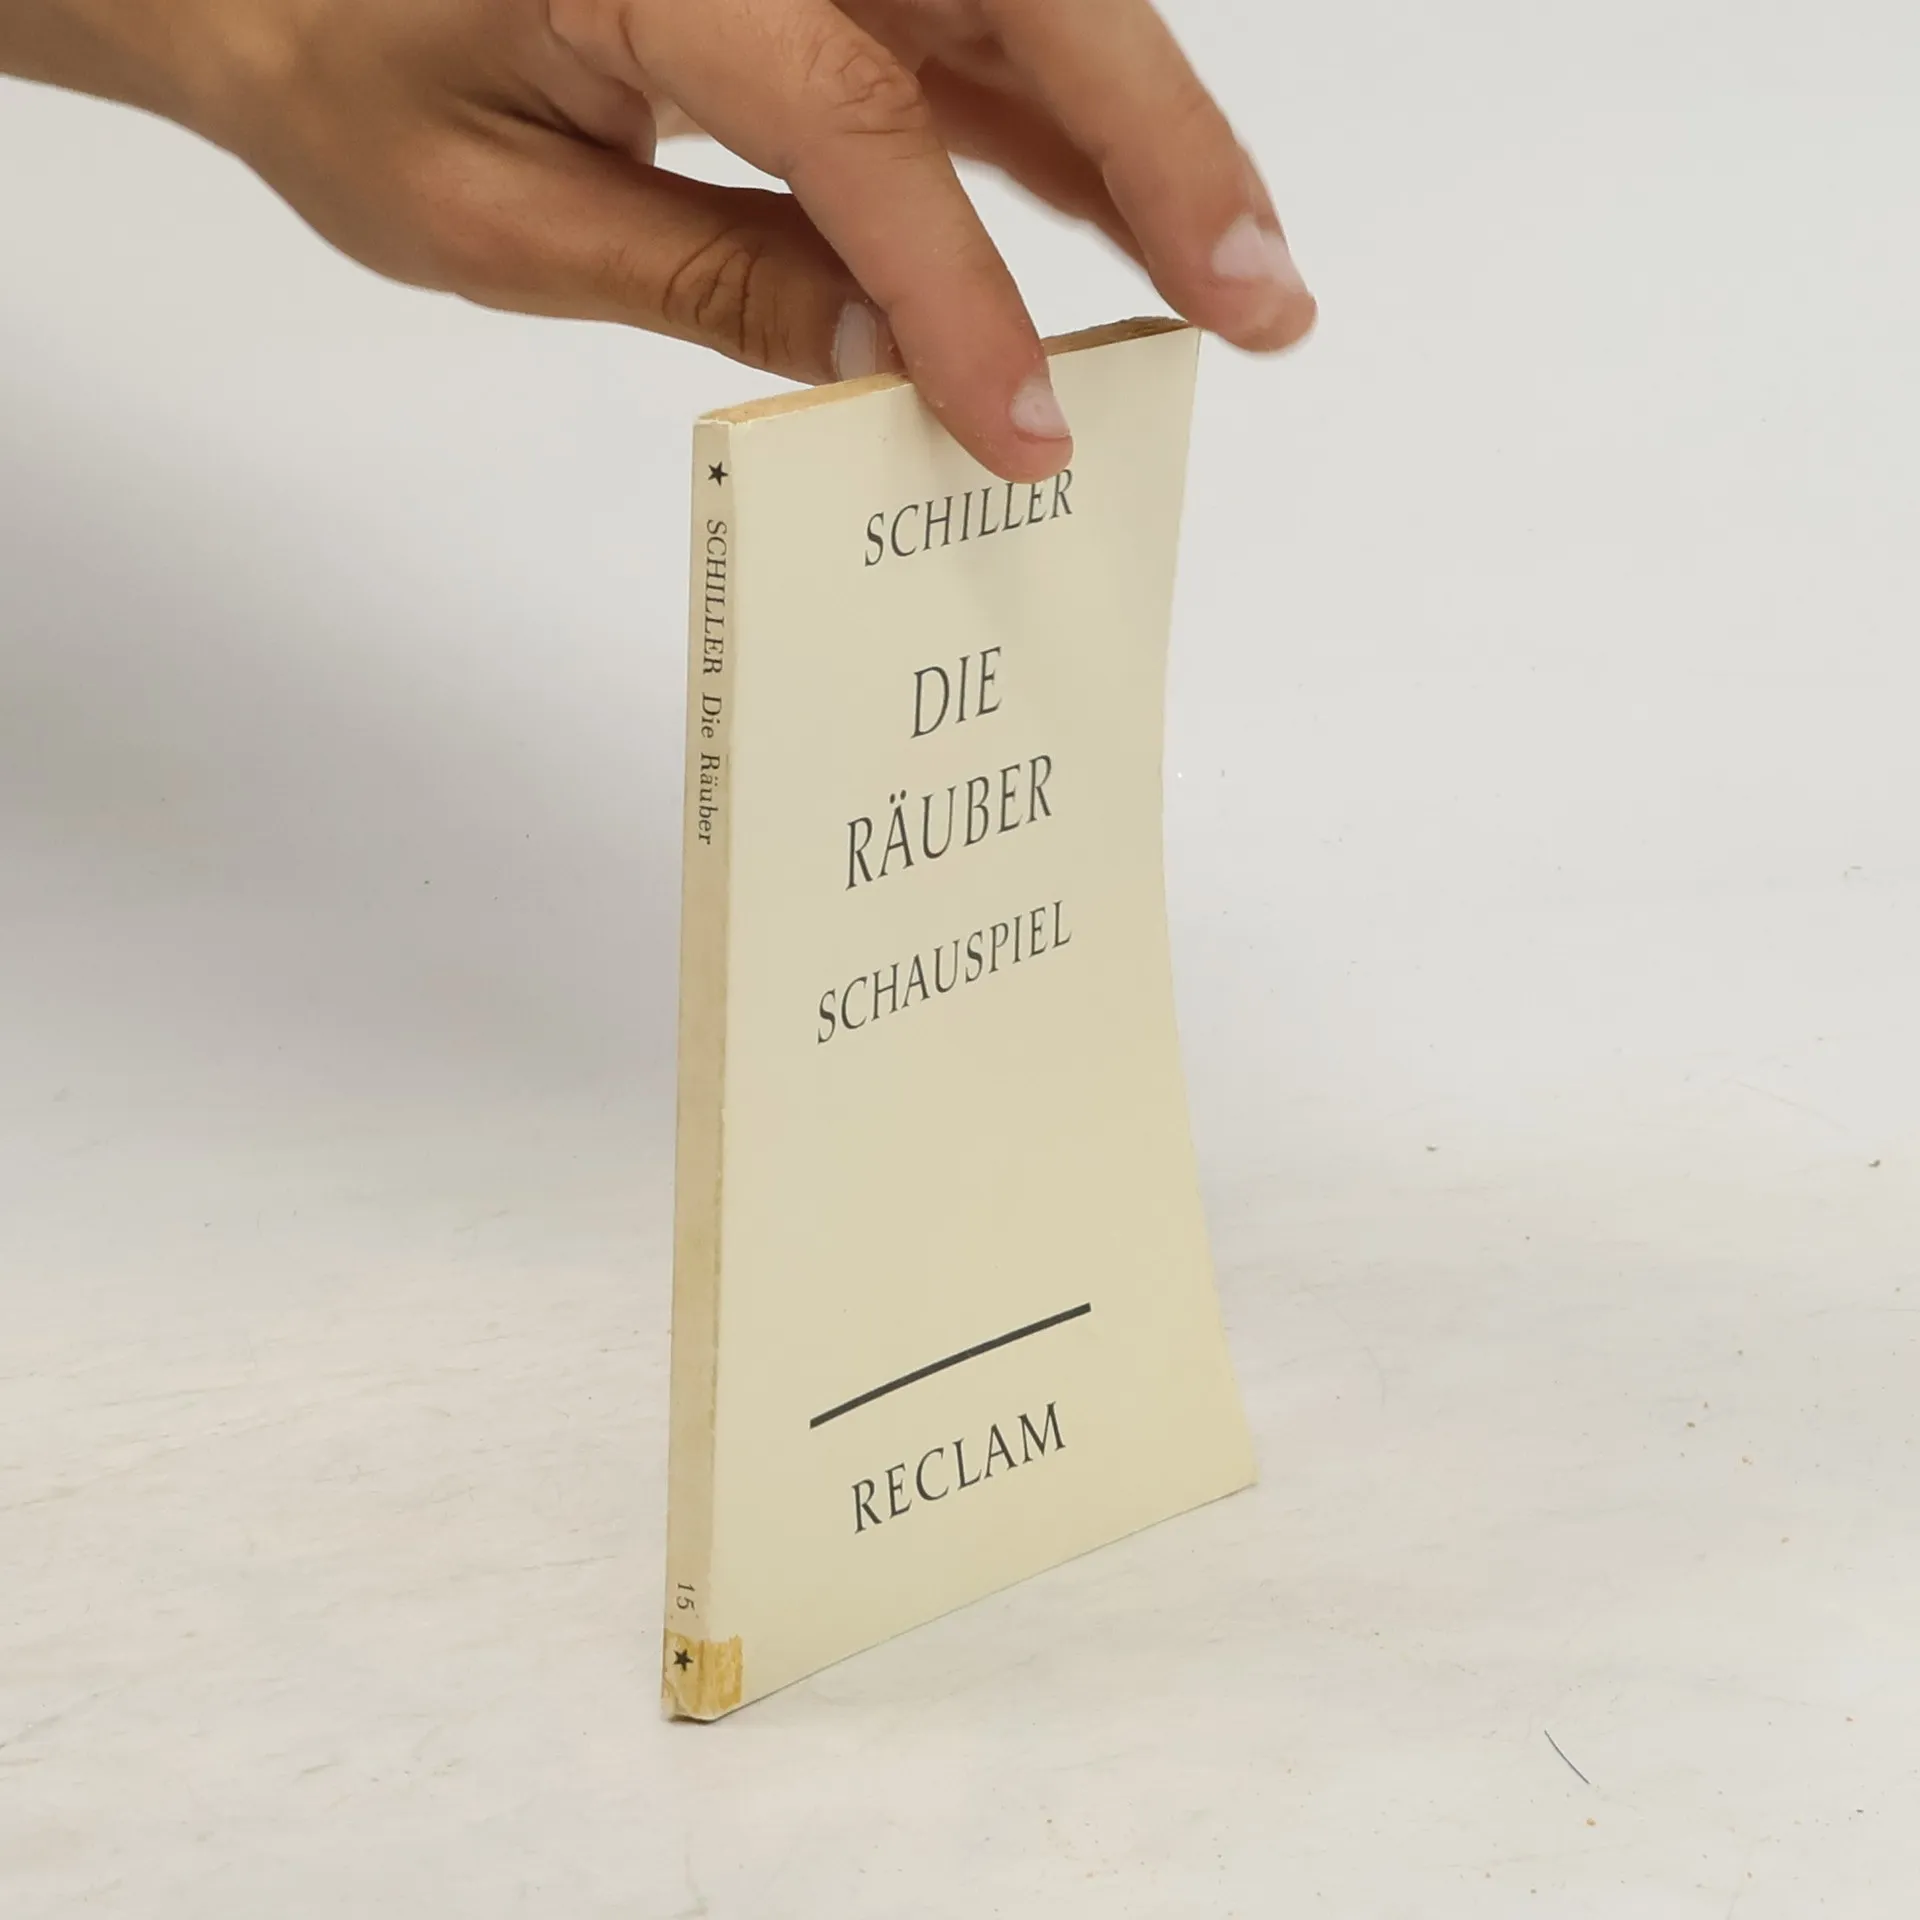 SCHILLER
DIE
RÄUBER
SCHAUSPIEL
RECLAM
★ SCHILLER Die Räuber 15 ★